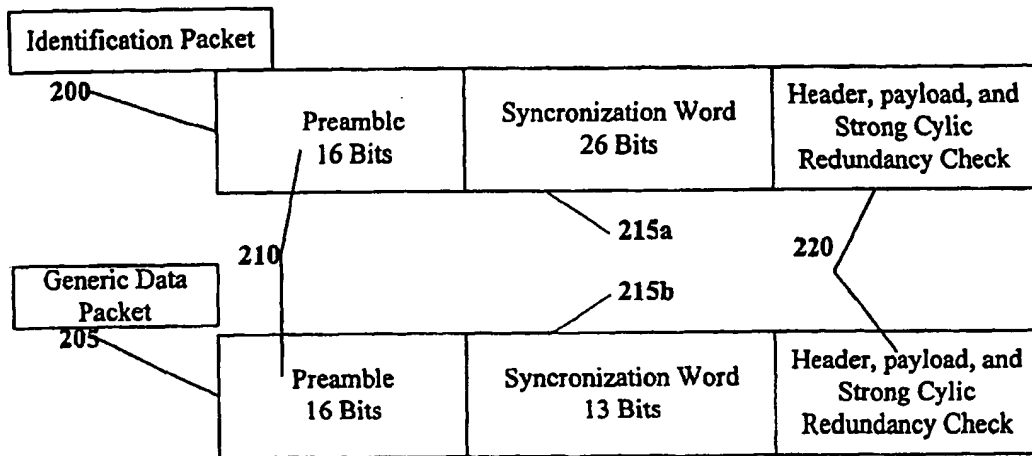 Identification Packet
200
Preamble
16 Bits
Syncronization Word
26 Bits
Header, payload, and
Strong Cylic
Redundancy Check
210
215a
220
Generic Data
Packet
215b
205
Preamble
16 Bits
Syncronization Word
13 Bits
Header, payload, and
Strong Cylic
Redundancy Check